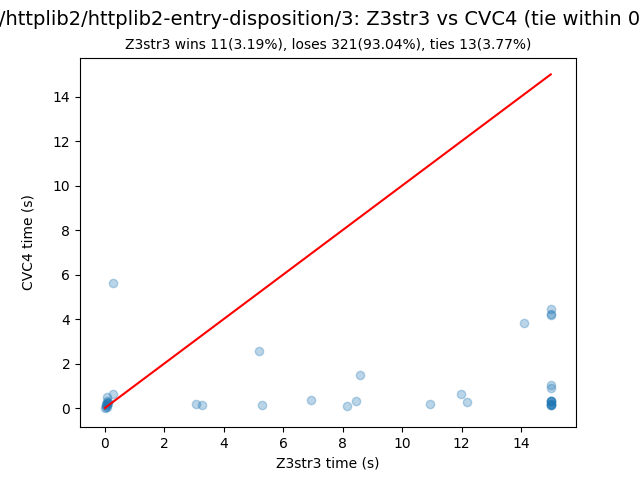 /httplib2/httplib2-entry-disposition/3: Z3str3 vs CVC4 (tie within 0
Z3str3 wins 11(3.19%), loses 321(93.04%), ties 13(3.77%)
14
12
10
8
6
4
2
0
CVC4 time (s)
0 2 4 6 8 10 12 14
Z3str3 time (s)